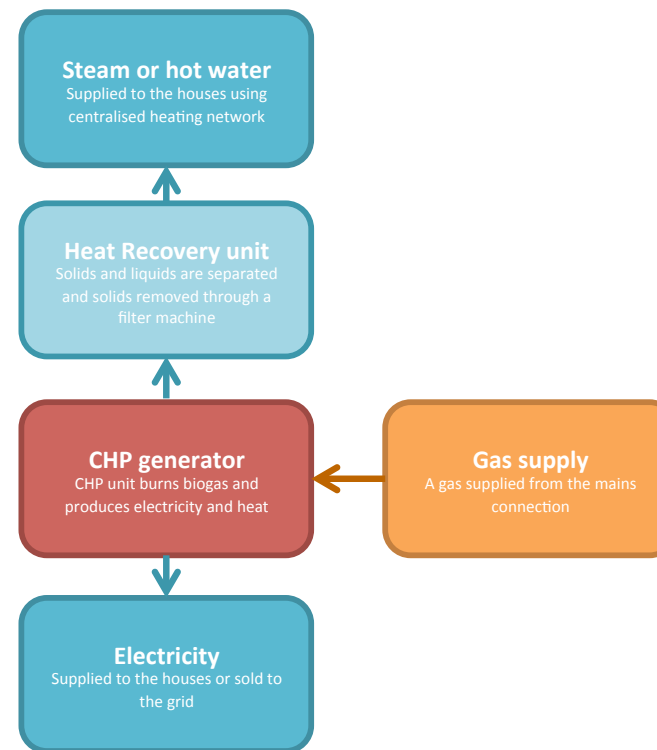 Steam or hot water
Supplied to the houses using
centralised heating network
Heat Recovery unit
Solids and liquids are separated
and solids removed through a
filter machine
CHP generator
CHP unit burns biogas and
produces electricity and heat
Gas supply
A gas supplied from the mains
connection
Electricity
Supplied to the houses or sold to
the grid